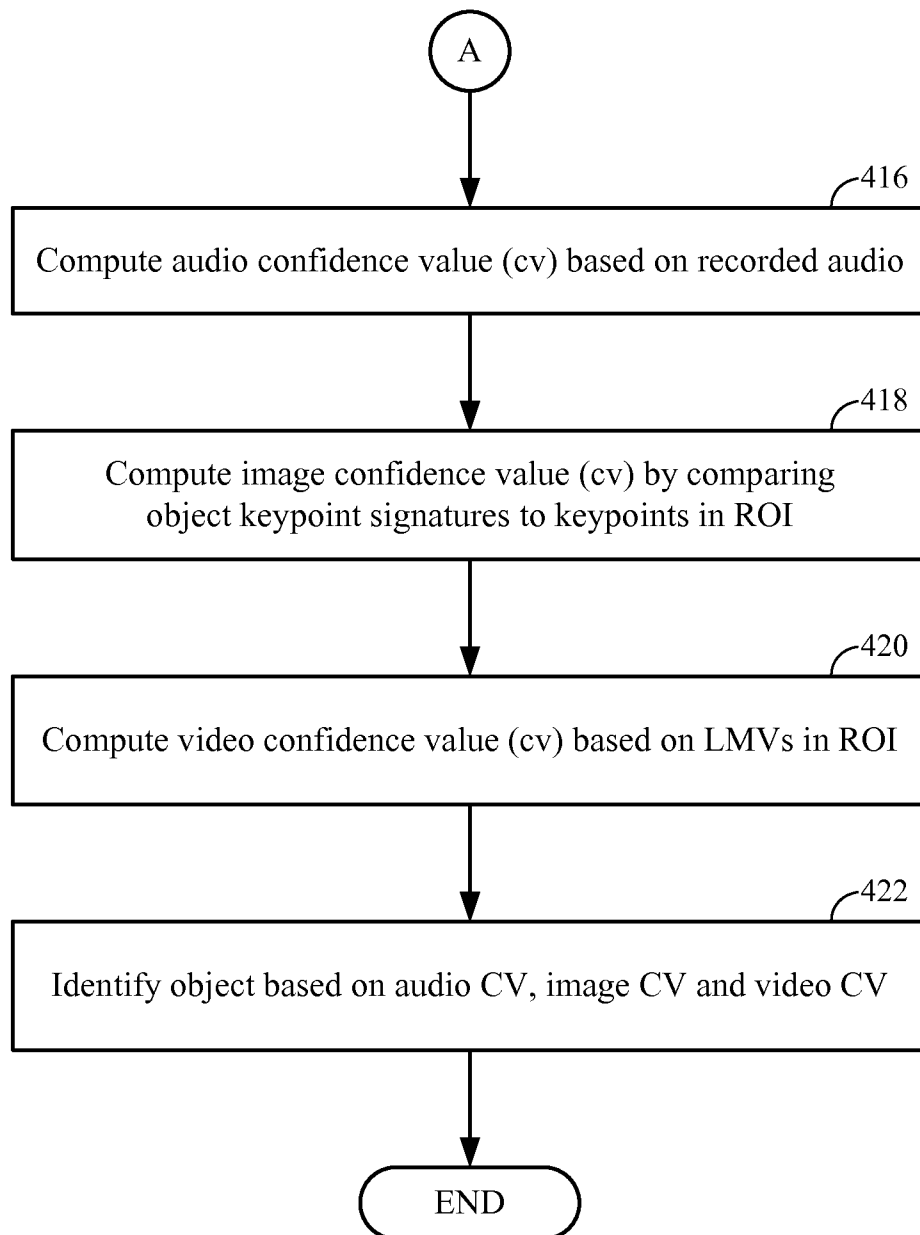 A
416
Compute audio confidence value (cv) based on recorded audio
418
Compute image confidence value (cv) by comparing
object keypoint signatures to keypoints in ROI
420
Compute video confidence value (cv) based on LMVs in ROI
422
Identify object based on audio CV, image CV and video CV
END